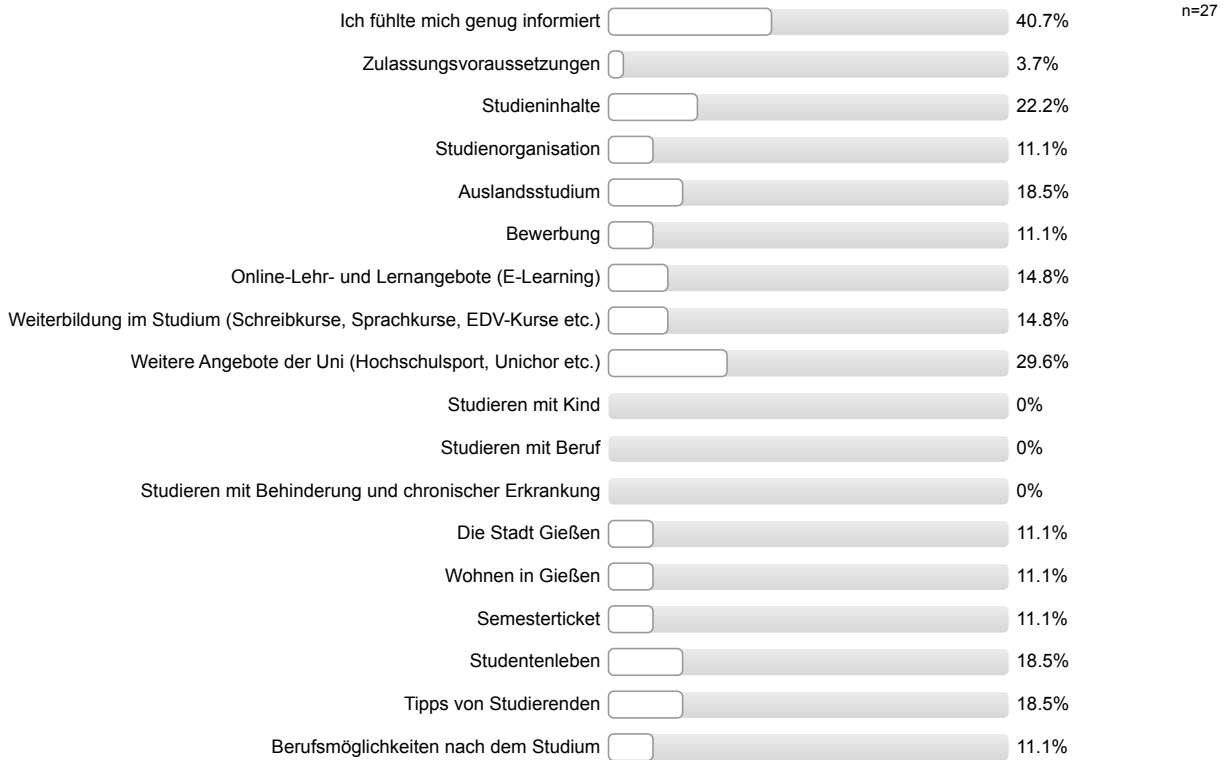 Ich fühlte mich genug informiert 40.7% n=27
Zulassungsvoraussetzungen 3.7%
Studieninhalte 22.2%
Studienorganisation 11.1%
Auslandsstudium 18.5%
Bewerbung 11.1%
Online-Lehr- und Lernangebote (E-Learning) 14.8%
Weiterbildung im Studium (Schreibkurse, Sprachkurse, EDV-Kurse etc.) 14.8%
Weitere Angebote der Uni (Hochschulsport, Unichor etc.) 29.6%
Studieren mit Kind 0%
Studieren mit Beruf 0%
Studieren mit Behinderung und chronischer Erkrankung 0%
Die Stadt Gießen 11.1%
Wohnen in Gießen 11.1%
Semesterticket 11.1%
Studentenleben 18.5%
Tipps von Studierenden 18.5%
Berufsmöglichkeiten nach dem Studium 11.1%